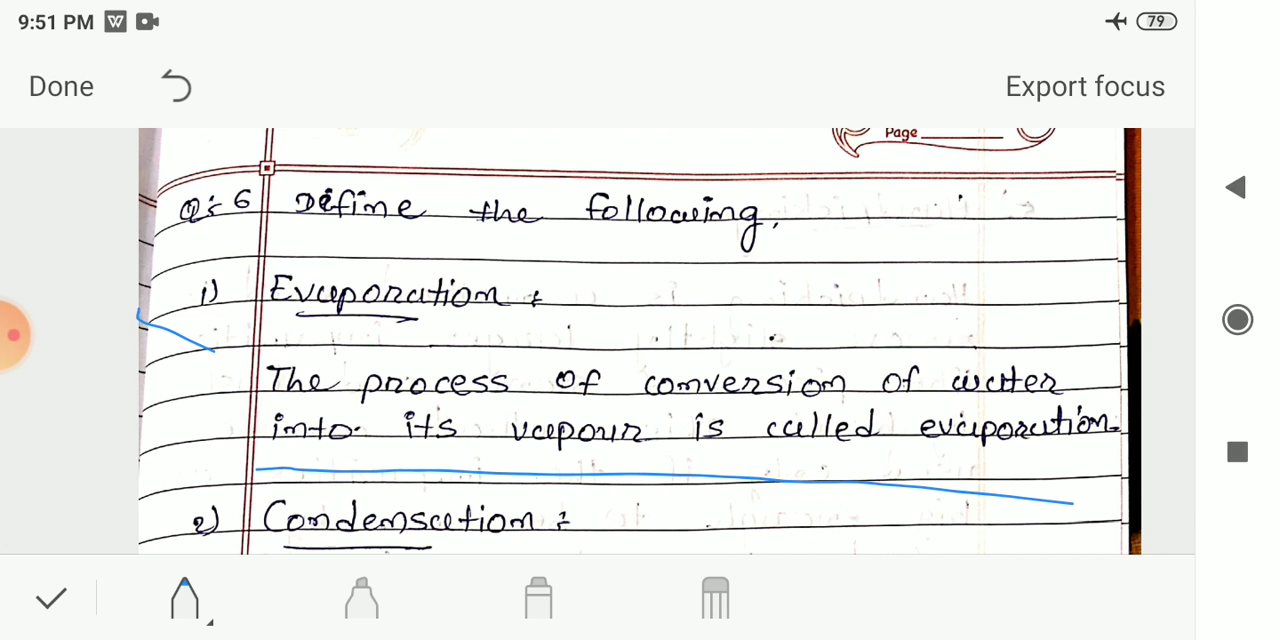 9:51 PM W 79
Done Export focus
Page
Q:- 6 Define the following.
1) Evaporation :
The process of conversion of water
into its vapour is called evaporation.
2) Condensation :